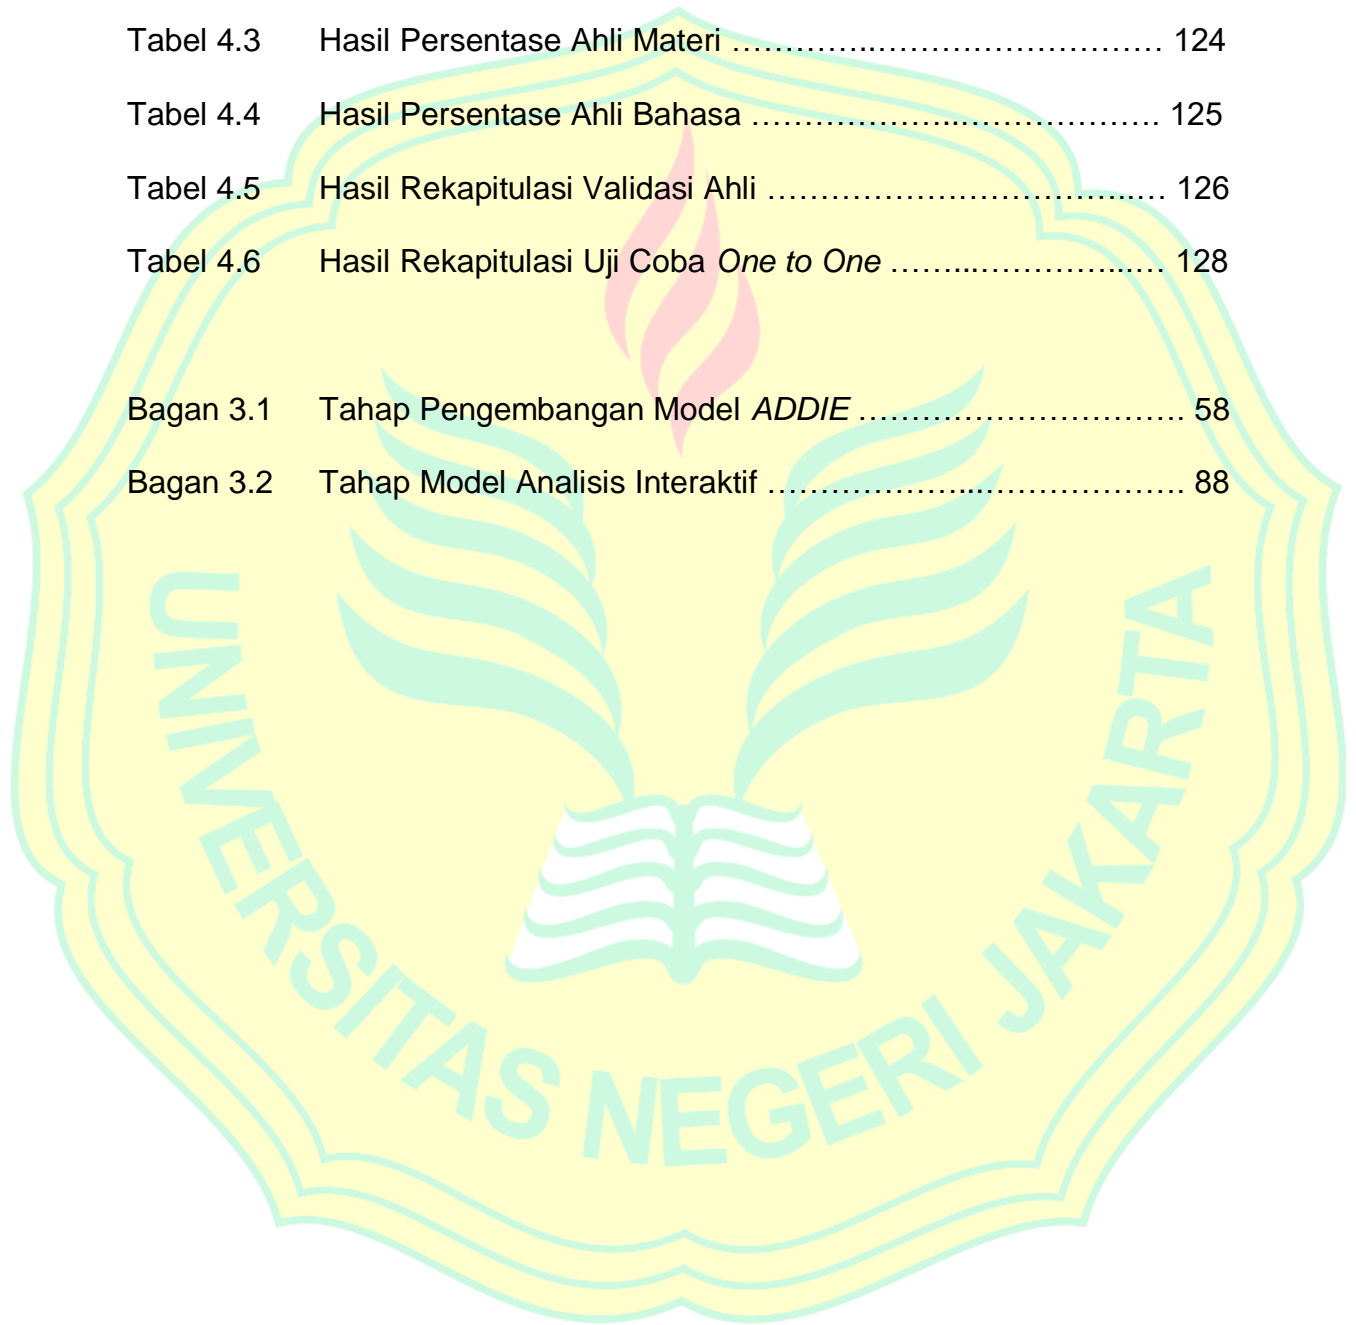 Tabel 4.3 Hasil Persentase Ahli Materi ……………..……………………… 124
Tabel 4.4 Hasil Persentase Ahli Bahasa ………………...………………. 125
Tabel 4.5 Hasil Rekapitulasi Validasi Ahli …………………………….…...… 126
Tabel 4.6 Hasil Rekapitulasi Uji Coba One to One ……...…………...… 128
Bagan 3.1 Tahap Pengembangan Model ADDIE …………………………. 58
Bagan 3.2 Tahap Model Analisis Interaktif ………………...………………. 88
UNIVERSITAS NEGERI JAKARTA